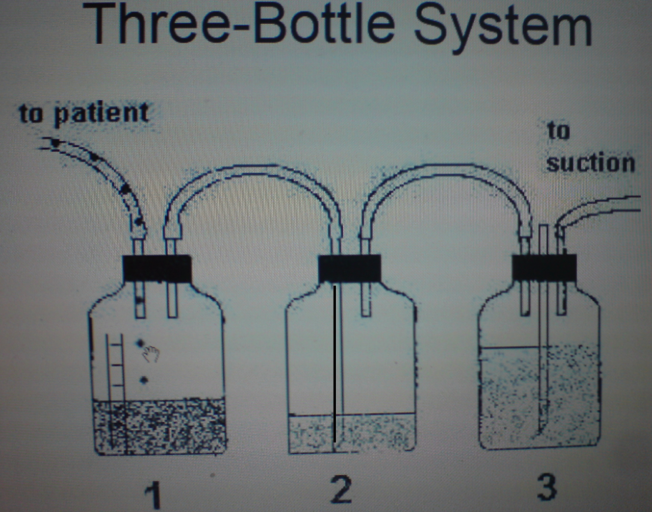 Three-Bottle System
to patient
to
suction
1
2
3